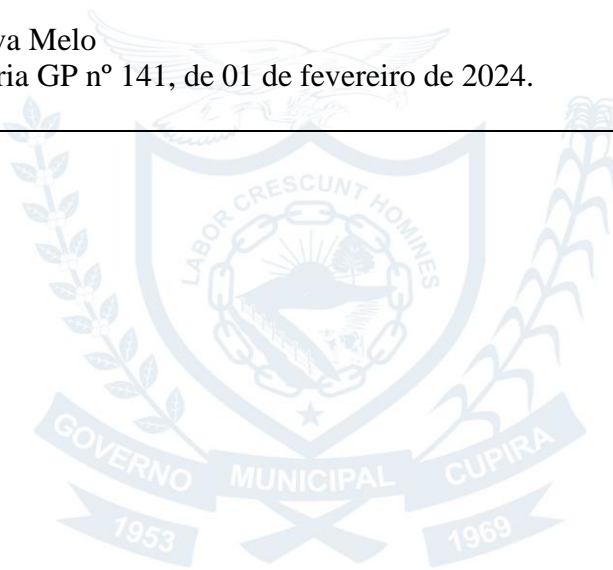 va Melo
ria GP nº 141, de 01 de fevereiro de 2024.
LABOR CRESCUNT HOMINES
GOVERNO MUNICIPAL CUPIRA
1953 1969